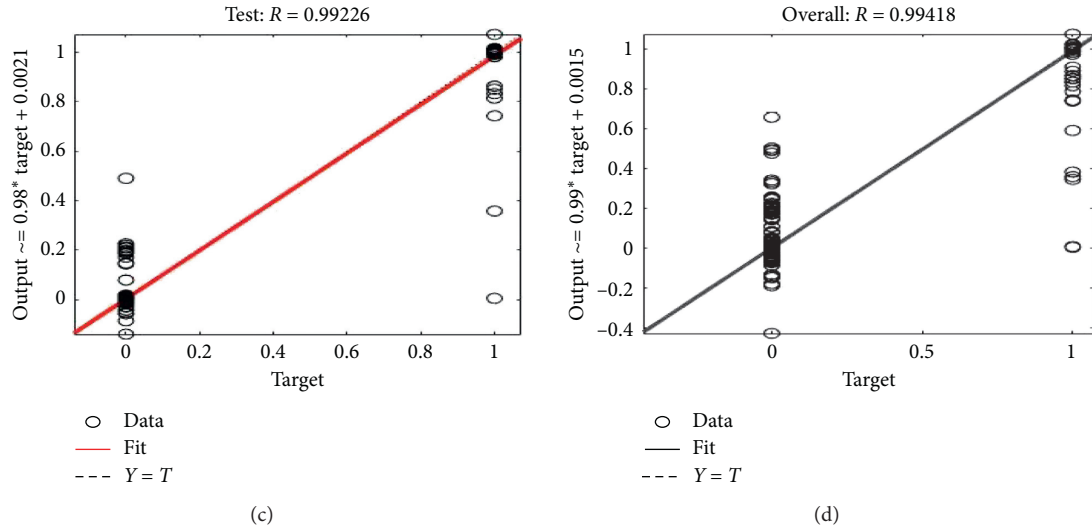 Test: R = 0.99226
Output ~= 0.98* target + 0.0021
1
0.8
0.6
0.4
0.2
0
0 0.2 0.4 0.6 0.8 1
Target
Data
Fit
Y = T
(c)
Overall: R = 0.99418
Output ~= 0.99* target + 0.0015
1
0.8
0.6
0.4
0.2
0
−0.2
−0.4
0 0.5 1
Target
Data
Fit
Y = T
(d)